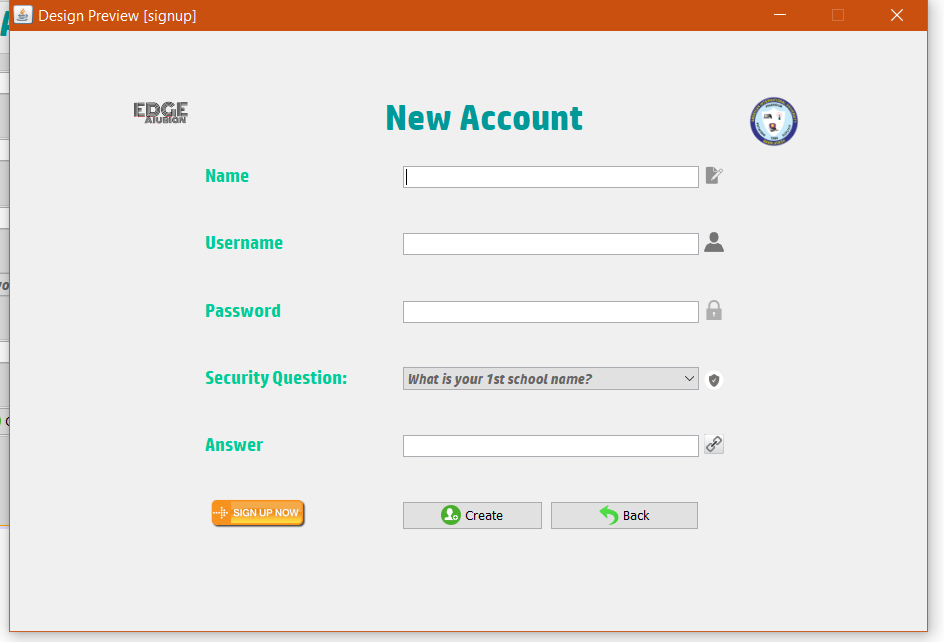 Design Preview [signup]
EDGE
New Account
Name
Username
Password
Security Question:
What is your 1st school name?
Answer
SIGN UP NOW
Create
Back